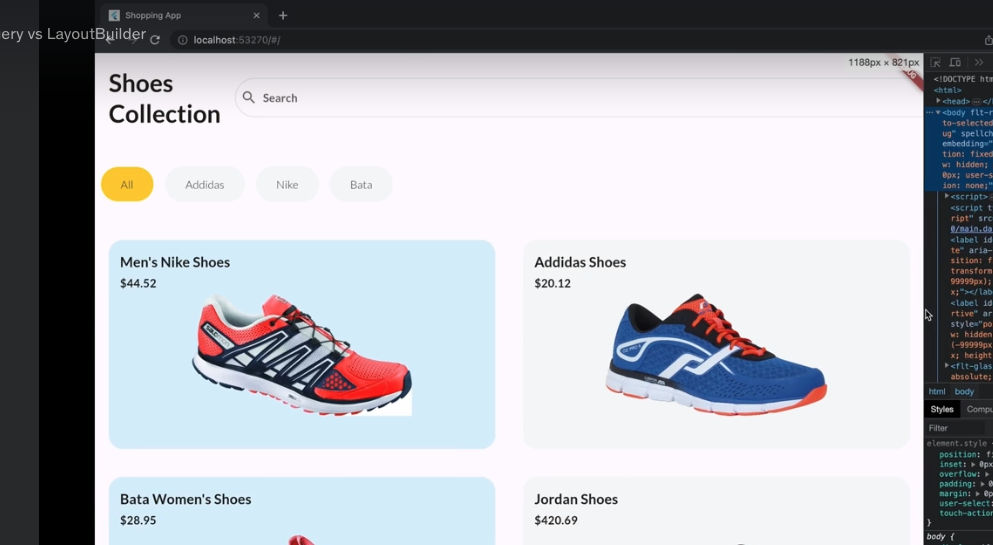 Shopping App
ery vs LayoutBuilder
localhost:53270/#/
1188px × 821px
Shoes
Collection
Search
All
Addidas
Nike
Bata
Men's Nike Shoes
$44.52
Addidas Shoes
$20.12
Bata Women's Shoes
$28.95
Jordan Shoes
$420.69
<!DOCTYPE htm
<html>
<head>
<body flt-r
to-selected
ug" spellch
embedding="
tion: fixed
w: hidden;
0px; user-s
ion: none;"
<script>
<script t
ript" src
0/main.da
<label id
te" aria-
sition: f
transform
99999px);
x;"></lab
<label id
rtive" ar
style="po
w: hidden
(-99999px
x; height
<flt-glas
absolute;
html body
Styles Compu
Filter
element.style
position: fi
inset: 0px
overflow:
padding: 0
margin: 0p
user-select:
touch-action
}
body {